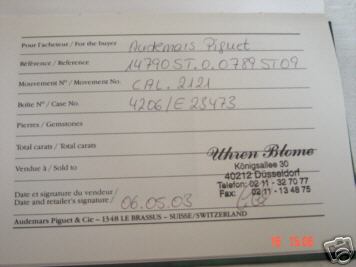 Pour l'acheteur / For the buyer Audemars Piguet
Référence / Reference 14790ST.O.0789ST09
Mouvement N° / Movement No. CAL. 2121
Boîte N° / Case No. 4206/E 23473
Pierres / Gemstones
Total carats / Total carats
Vendue à / Sold to
Uhren Blome
Königsallee 30
40212 Düsseldorf
Telefon: 02 11 - 32 70 77
Fax: 02 11 - 13 48 75
Date et signature du vendeur /
Date and retailer's signature / 06.05.03
Audemars Piguet & Cie – 1348 LE BRASSUS – SUISSE/SWITZERLAND
ebay